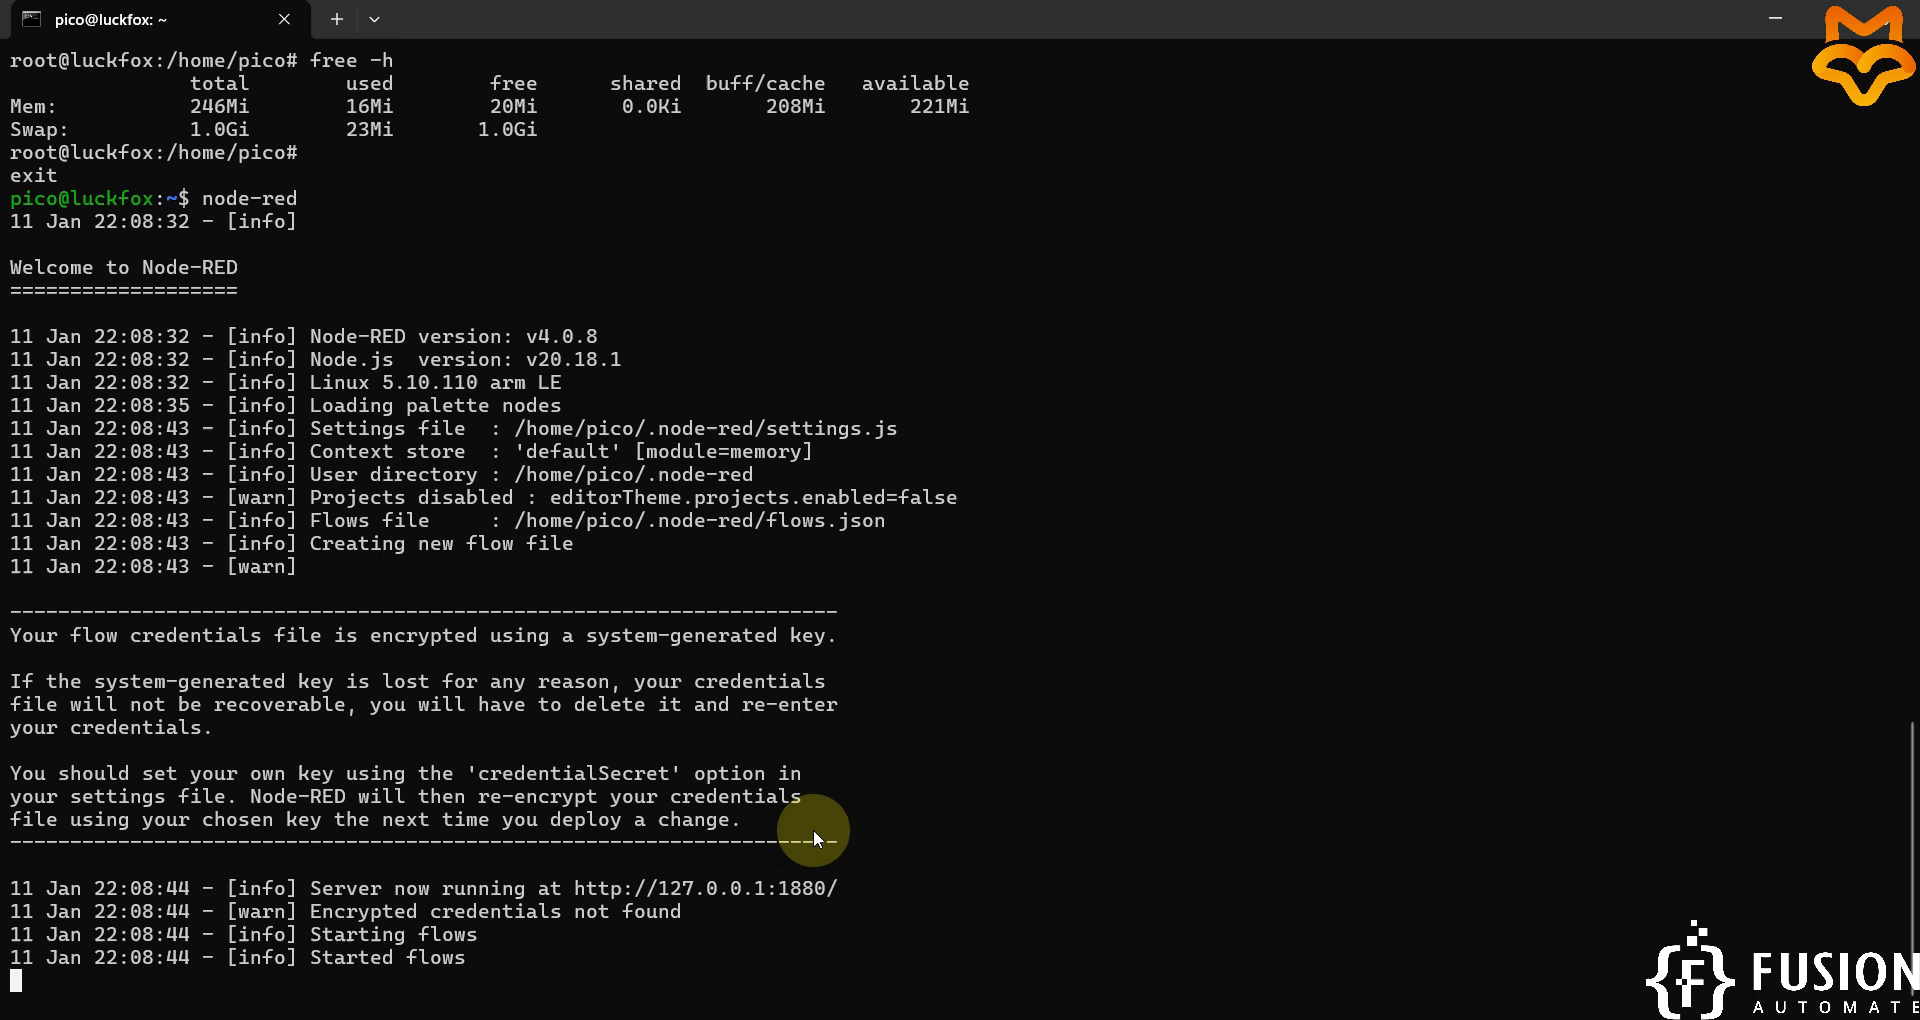 pico@luckfox: ~
root@luckfox:/home/pico# free -h
total used free shared buff/cache available
Mem: 246Mi 16Mi 20Mi 0.0Ki 208Mi 221Mi
Swap: 1.0Gi 23Mi 1.0Gi
root@luckfox:/home/pico#
exit
pico@luckfox:~$ node-red
11 Jan 22:08:32 - [info]
Welcome to Node-RED
===================
11 Jan 22:08:32 - [info] Node-RED version: v4.0.8
11 Jan 22:08:32 - [info] Node.js  version: v20.18.1
11 Jan 22:08:32 - [info] Linux 5.10.110 arm LE
11 Jan 22:08:35 - [info] Loading palette nodes
11 Jan 22:08:43 - [info] Settings file  : /home/pico/.node-red/settings.js
11 Jan 22:08:43 - [info] Context store  : 'default' [module=memory]
11 Jan 22:08:43 - [info] User directory : /home/pico/.node-red
11 Jan 22:08:43 - [warn] Projects disabled : editorTheme.projects.enabled=false
11 Jan 22:08:43 - [info] Flows file     : /home/pico/.node-red/flows.json
11 Jan 22:08:43 - [info] Creating new flow file
11 Jan 22:08:43 - [warn]
---------------------------------------------------------------------
Your flow credentials file is encrypted using a system-generated key.
If the system-generated key is lost for any reason, your credentials
file will not be recoverable, you will have to delete it and re-enter
your credentials.
You should set your own key using the 'credentialSecret' option in
your settings file. Node-RED will then re-encrypt your credentials
file using your chosen key the next time you deploy a change.
---------------------------------------------------------------------
11 Jan 22:08:44 - [info] Server now running at http://127.0.0.1:1880/
11 Jan 22:08:44 - [warn] Encrypted credentials not found
11 Jan 22:08:44 - [info] Starting flows
11 Jan 22:08:44 - [info] Started flows
{F} FUSION
AUTOMATE